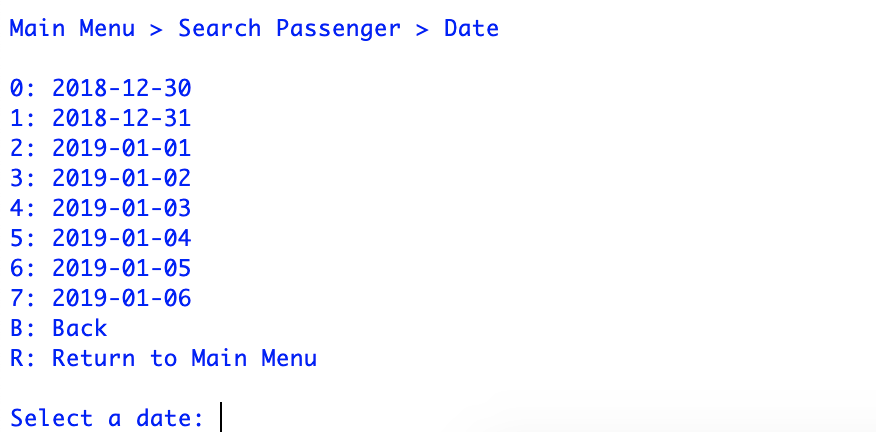 Main Menu > Search Passenger > Date
0: 2018-12-30
1: 2018-12-31
2: 2019-01-01
3: 2019-01-02
4: 2019-01-03
5: 2019-01-04
6: 2019-01-05
7: 2019-01-06
B: Back
R: Return to Main Menu
Select a date: